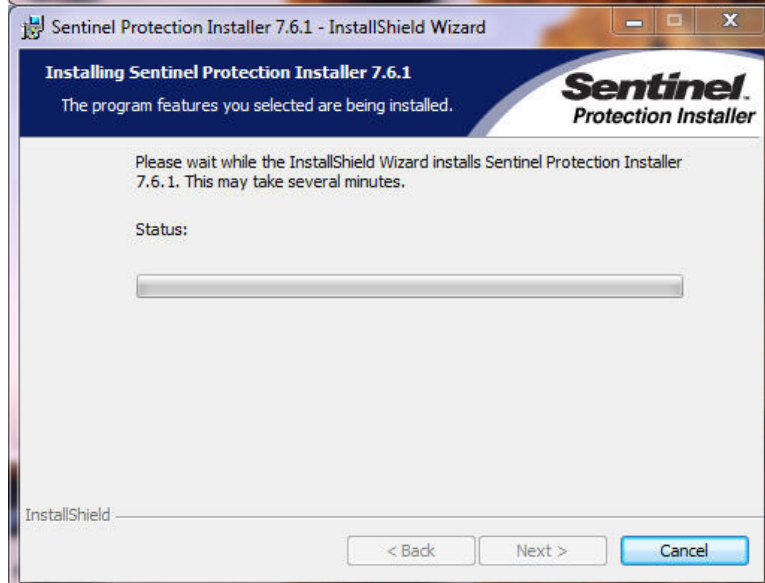 Sentinel Protection Installer 7.6.1 - InstallShield Wizard
Installing Sentinel Protection Installer 7.6.1
The program features you selected are being installed.
Sentinel™
Protection Installer
Please wait while the InstallShield Wizard installs Sentinel Protection Installer
7.6.1. This may take several minutes.
Status:
InstallShield
< Back Next > Cancel